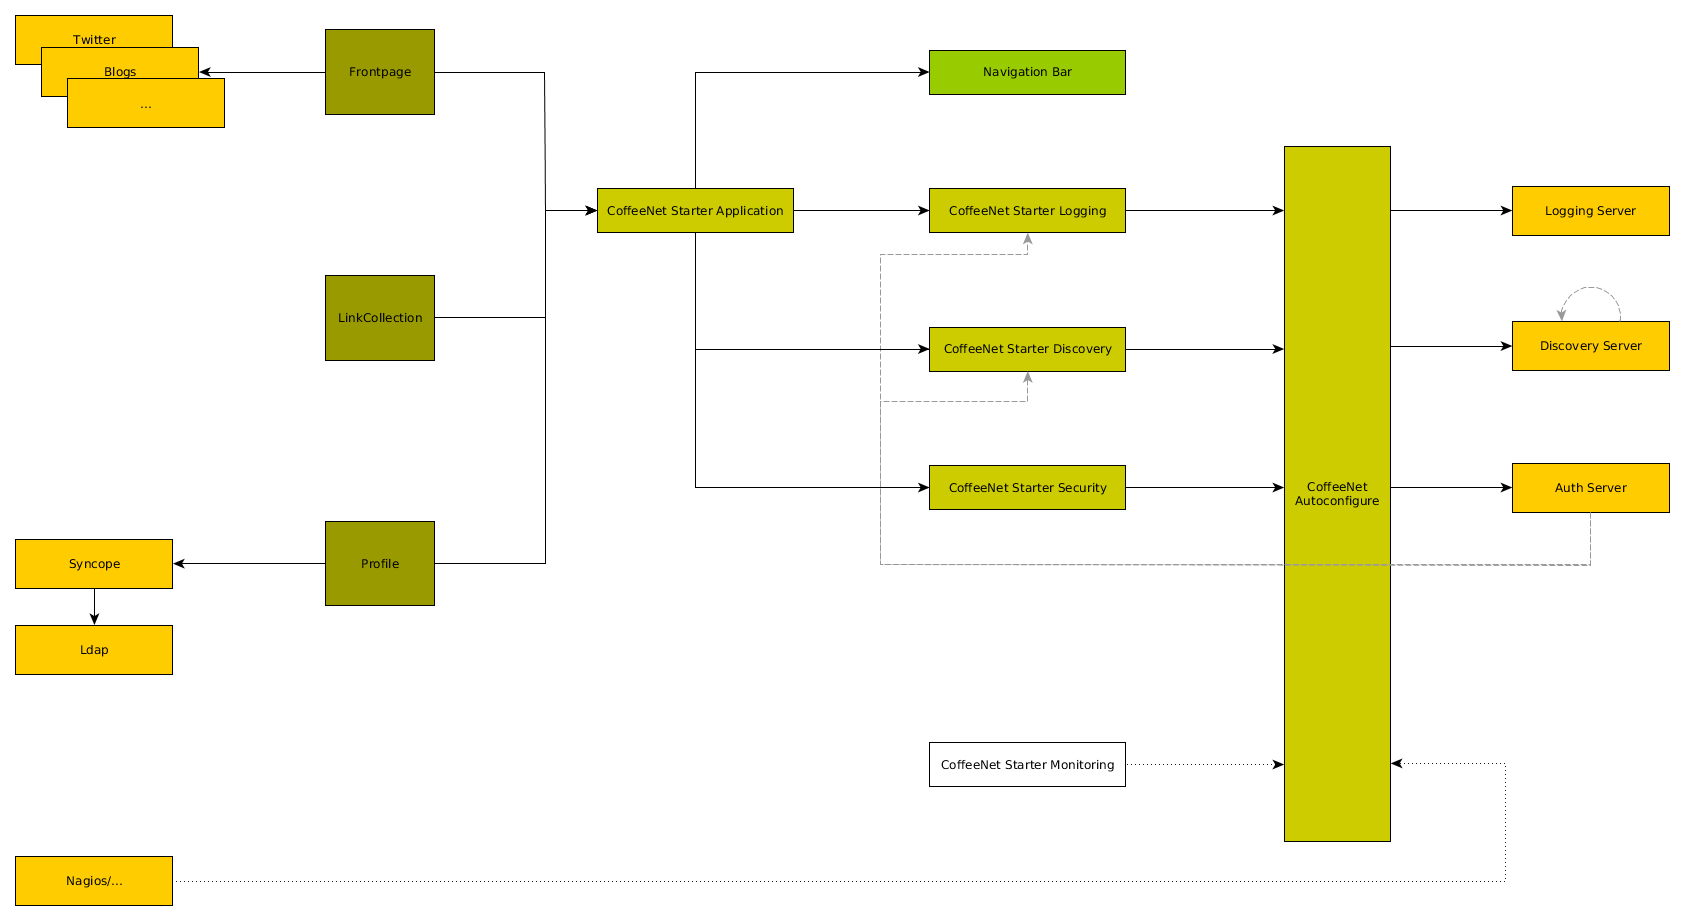 Twitter
Blogs
...
Frontpage
Navigation Bar
CoffeeNet Starter Application
CoffeeNet Starter Logging
Logging Server
LinkCollection
CoffeeNet Starter Discovery
Discovery Server
CoffeeNet Starter Security
CoffeeNet
Autoconfigure
Auth Server
Syncope
Profile
Ldap
CoffeeNet Starter Monitoring
Nagios/...